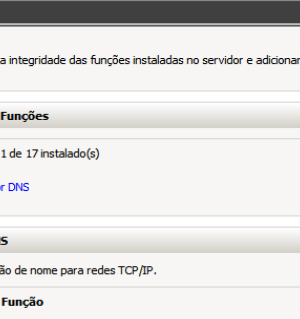 a integridade das funções instaladas no servidor e adicionar
Funções
1 de 17 instalado(s)
DNS
de nome para redes TCP/IP.
Função